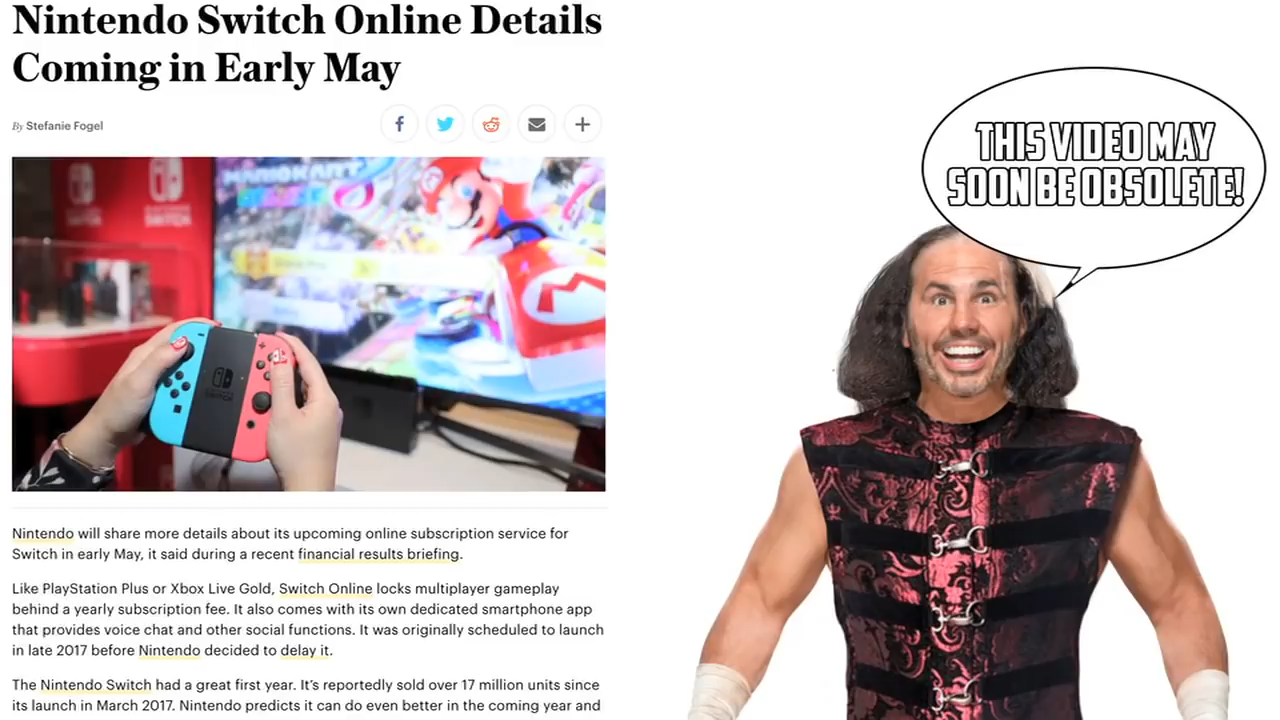 Nintendo Switch Online Details
Coming in Early May
By Stefanie Fogel
THIS VIDEO MAY
SOON BE OBSOLETE!
MARIOKART
NINTENDO
SWITCH
Nintendo will share more details about its upcoming online subscription service for
Switch in early May, it said during a recent financial results briefing.
Like PlayStation Plus or Xbox Live Gold, Switch Online locks multiplayer gameplay
behind a yearly subscription fee. It also comes with its own dedicated smartphone app
that provides voice chat and other social functions. It was originally scheduled to launch
in late 2017 before Nintendo decided to delay it.
The Nintendo Switch had a great first year. It’s reportedly sold over 17 million units since
its launch in March 2017. Nintendo predicts it can do even better in the coming year and